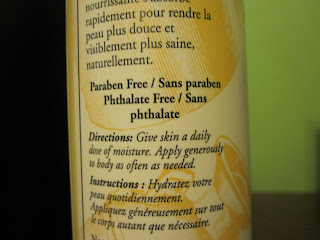 nourrissante s'absorbe
rapidement pour rendre la
peau plus douce et
visiblement plus saine,
naturellement.
Paraben Free / Sans paraben
Phthalate Free / Sans
phthalate
Directions: Give skin a daily
dose of moisture. Apply generously
to body as often as needed.
Instructions : Hydratez votre
peau quotidiennement.
Appliquez généreusement sur tout
le corps autant que nécessaire.